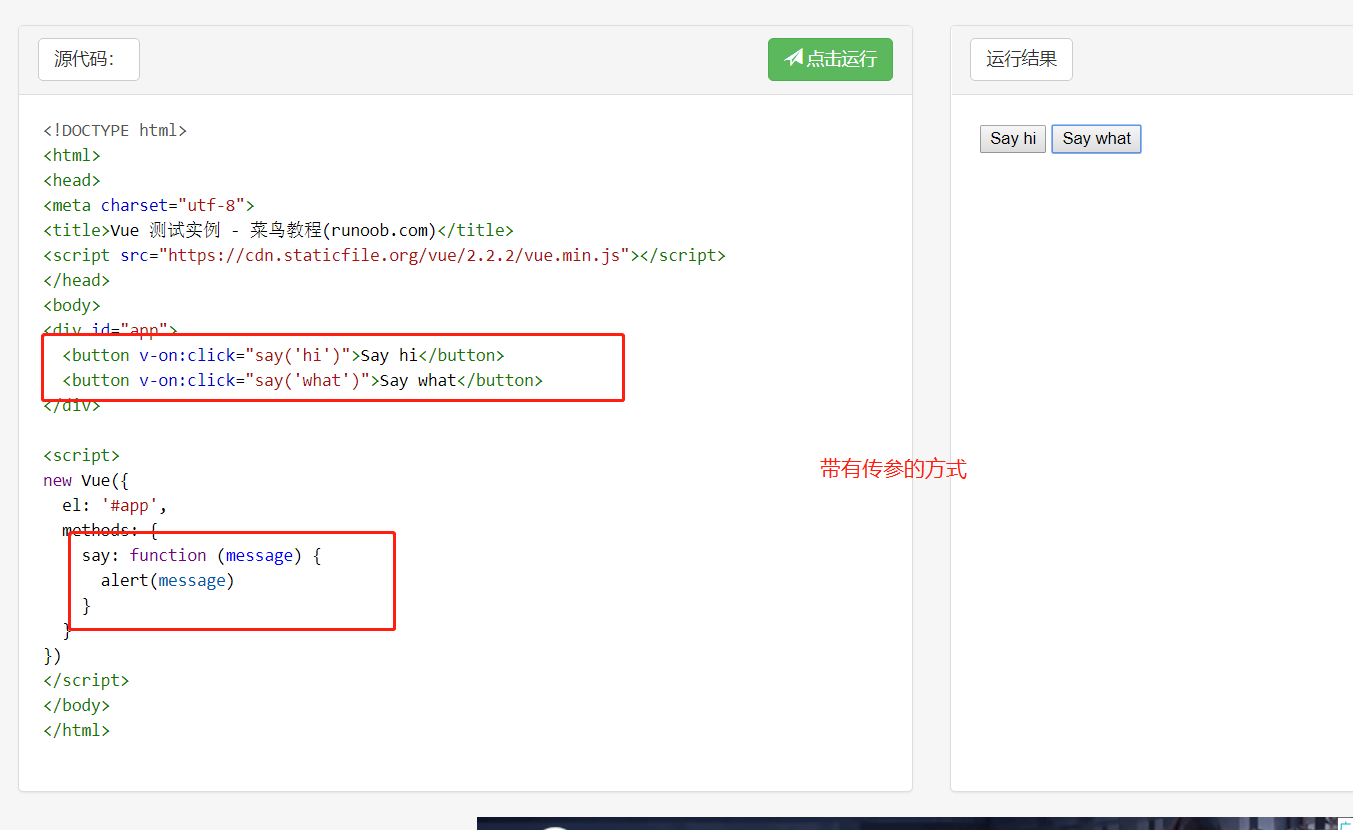 源代码：
点击运行
运行结果
<!DOCTYPE html>
<html>
<head>
<meta charset="utf-8">
<title>Vue 测试实例 - 菜鸟教程(runoob.com)</title>
<script src="https://cdn.staticfile.org/vue/2.2.2/vue.min.js"></script>
</head>
<body>
<div id="app">
  <button v-on:click="say('hi')">Say hi</button>
  <button v-on:click="say('what')">Say what</button>
</div>

<script>
new Vue({
  el: '#app',
  methods: {
    say: function (message) {
      alert(message)
    }
  }
})
</script>
</body>
</html>
带有传参的方式
Say hi
Say what